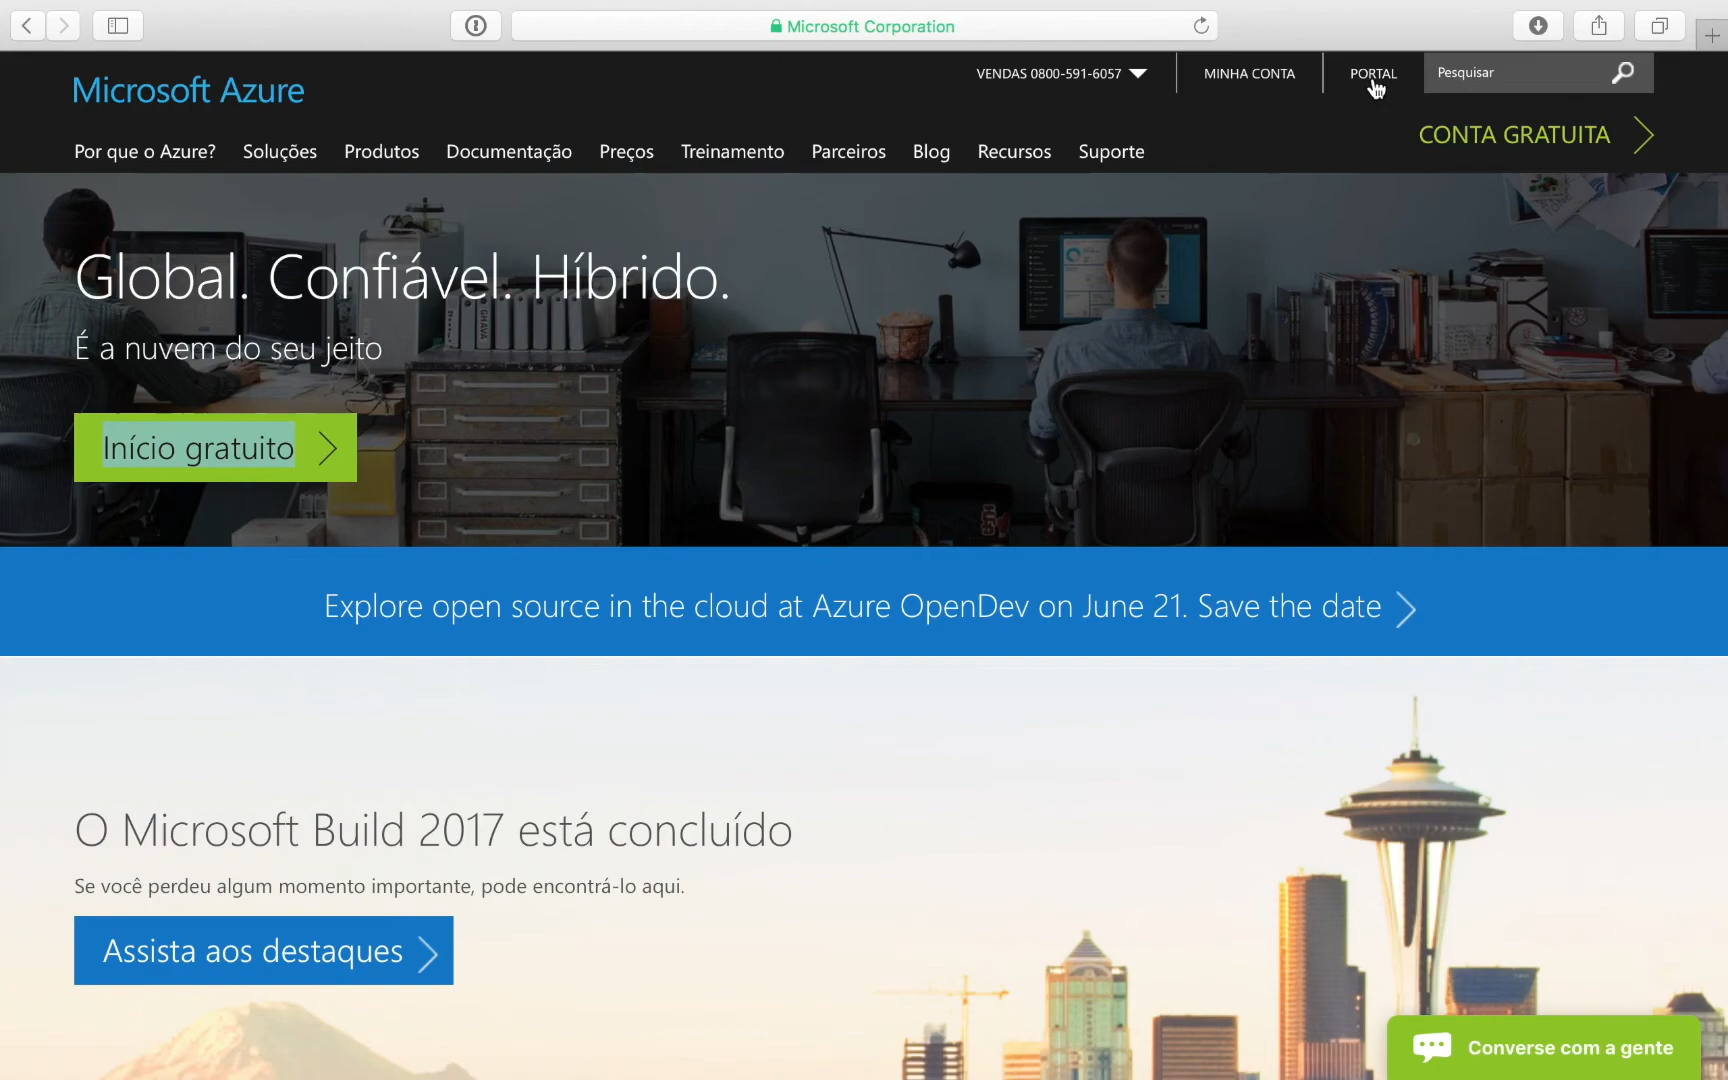 Microsoft Corporation
VENDAS 0800-591-6057
MINHA CONTA
PORTAL
Pesquisar
Microsoft Azure
CONTA GRATUITA
Por que o Azure? Soluções Produtos Documentação Preços Treinamento Parceiros Blog Recursos Suporte
Global. Confiável. Híbrido.
É a nuvem do seu jeito
Início gratuito
Explore open source in the cloud at Azure OpenDev on June 21. Save the date
O Microsoft Build 2017 está concluído
Se você perdeu algum momento importante, pode encontrá-lo aqui.
Assista aos destaques
Converse com a gente